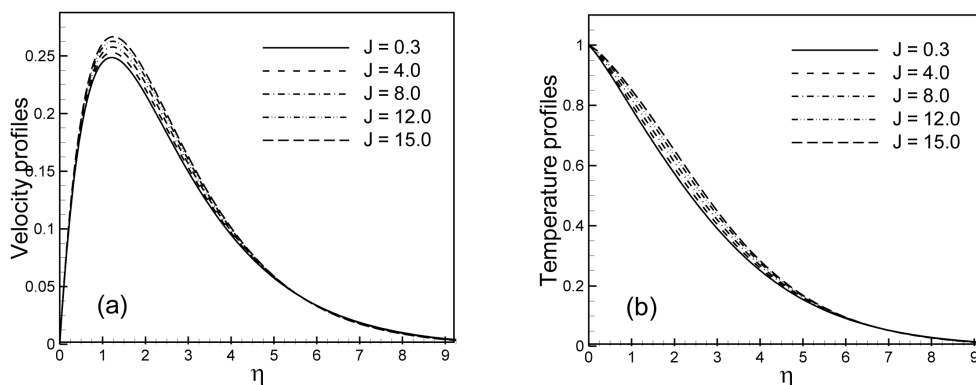 0.25
0.2
0.15
0.1
0.05
0
Velocity profiles
J = 0.3
J = 4.0
J = 8.0
J = 12.0
J = 15.0
(a)
0 1 2 3 4 5 6 7 8 9
η
1
0.8
0.6
0.4
0.2
0
Temperature profiles
J = 0.3
J = 4.0
J = 8.0
J = 12.0
J = 15.0
(b)
0 1 2 3 4 5 6 7 8 9
η